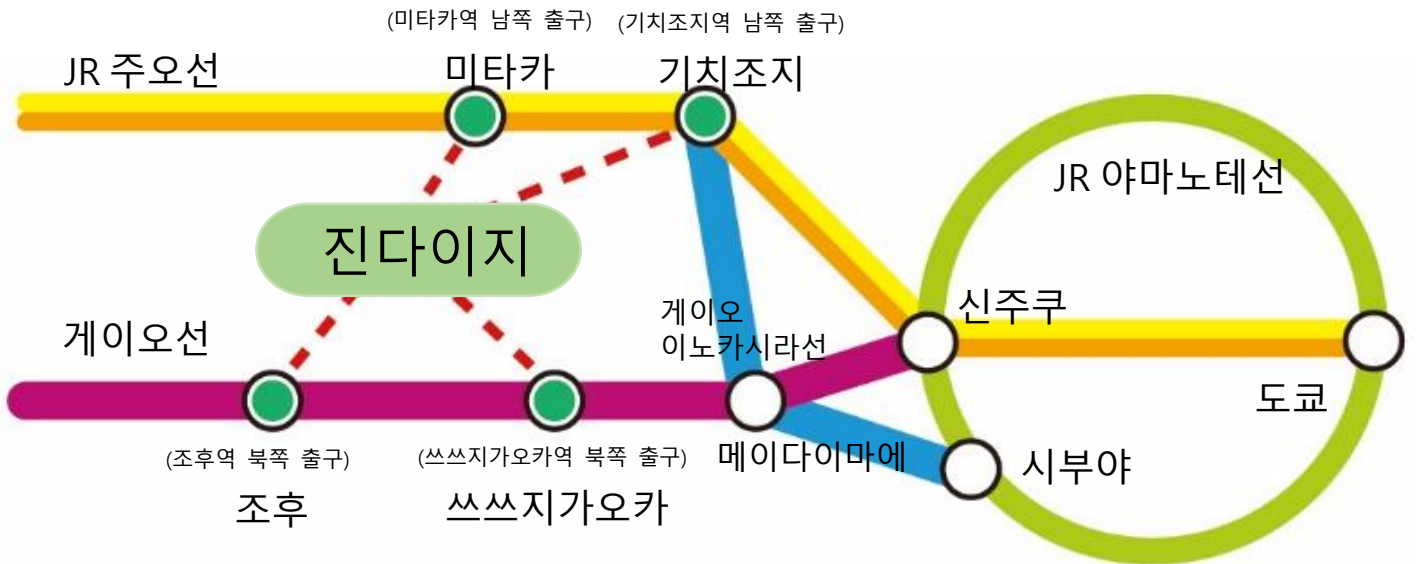 (미타카역 남쪽 출구)
(기치조지역 남쪽 출구)
JR 주오선
미타카
기치조지
JR 야마노테선
진다이지
게이오
이노카시라선
신주쿠
게이오선
도쿄
(조후역 북쪽 출구)
(쓰쓰지가오카역 북쪽 출구)
메이다이마에
시부야
조후
쓰쓰지가오카